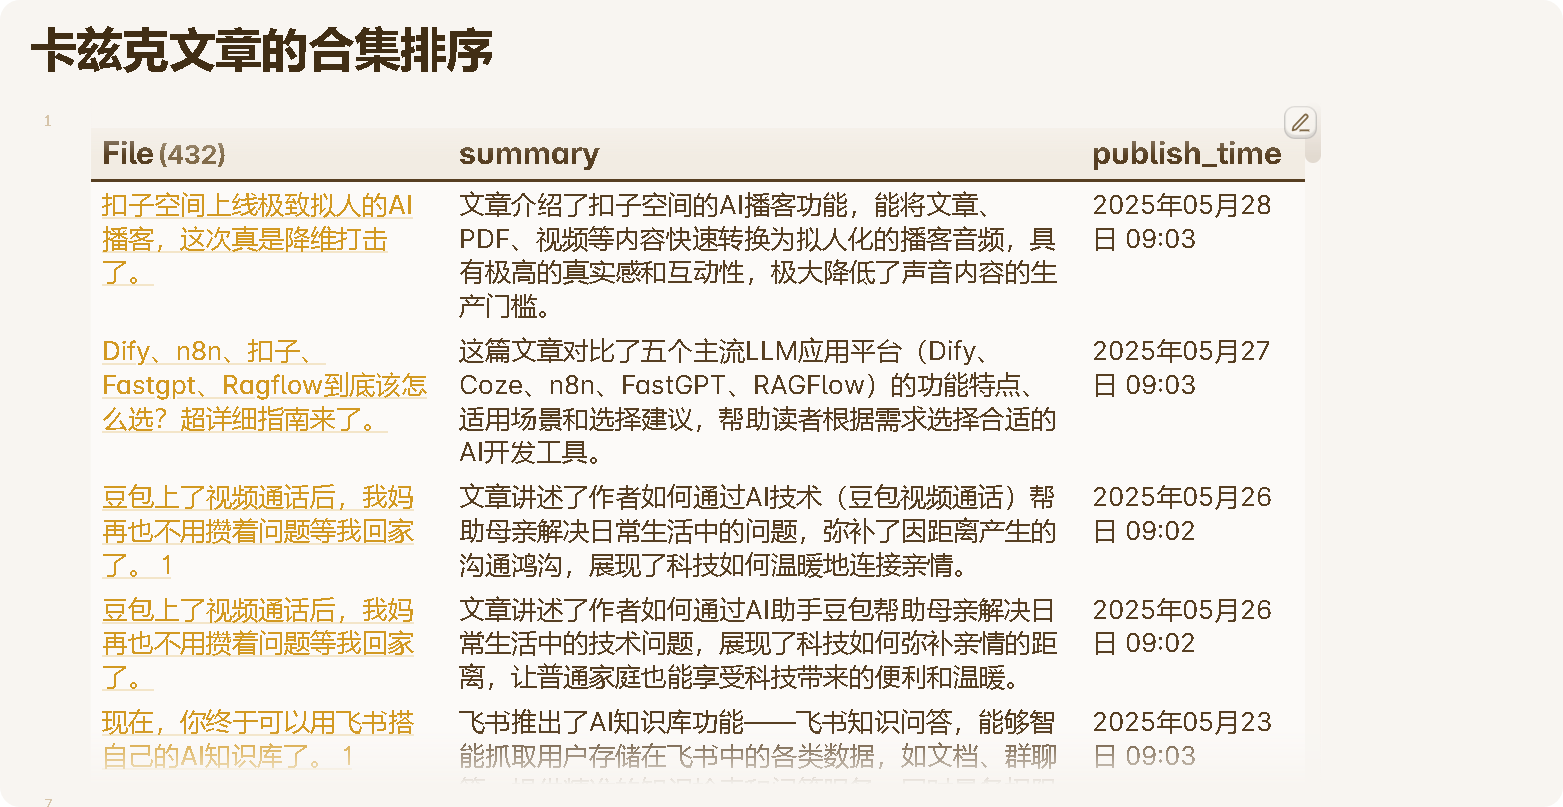 卡兹克文章的合集排序
1
File (432)
summary
publish_time
扣子空间上线极致拟人的AI
播客，这次真是降维打击
了。
文章介绍了扣子空间的AI播客功能，能将文章、
PDF、视频等内容快速转换为拟人化的播客音频，具
有极高的真实感和互动性，极大降低了声音内容的生
产门槛。
2025年05月28
日 09:03
Dify、n8n、扣子、
Fastgpt、Ragflow到底该怎
么选？超详细指南来了。
这篇文章对比了五个主流LLM应用平台（Dify、
Coze、n8n、FastGPT、RAGFlow）的功能特点、
适用场景和选择建议，帮助读者根据需求选择合适的
AI开发工具。
2025年05月27
日 09:03
豆包上了视频通话后，我妈
再也不用攒着问题等我回家
了。 1
文章讲述了作者如何通过AI技术（豆包视频通话）帮
助母亲解决日常生活中的问题，弥补了因距离产生的
沟通鸿沟，展现了科技如何温暖地连接亲情。
2025年05月26
日 09:02
豆包上了视频通话后，我妈
再也不用攒着问题等我回家
了。
文章讲述了作者如何通过AI助手豆包帮助母亲解决日
常生活中的技术问题，展现了科技如何弥补亲情的距
离，让普通家庭也能享受科技带来的便利和温暖。
2025年05月26
日 09:02
现在，你终于可以用飞书搭
自己的AI知识库了。 1
飞书推出了AI知识库功能——飞书知识问答，能够智
能抓取用户存储在飞书中的各类数据，如文档、群聊
2025年05月23
日 09:03
7